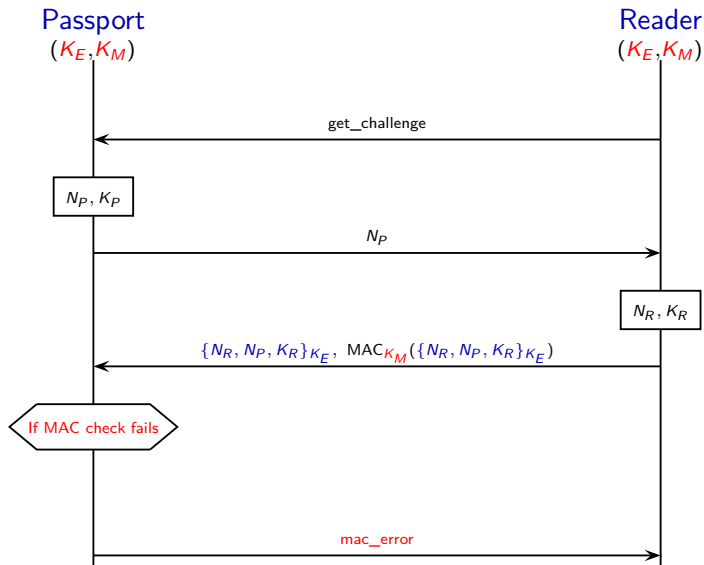 Passport Reader
(K_E,K_M) (K_E,K_M)
get_challenge
N_P, K_P
N_P
N_R, K_R
{N_R, N_P, K_R}_{K_E}, MAC_{K_M}({N_R, N_P, K_R}_{K_E})
If MAC check fails
mac_error